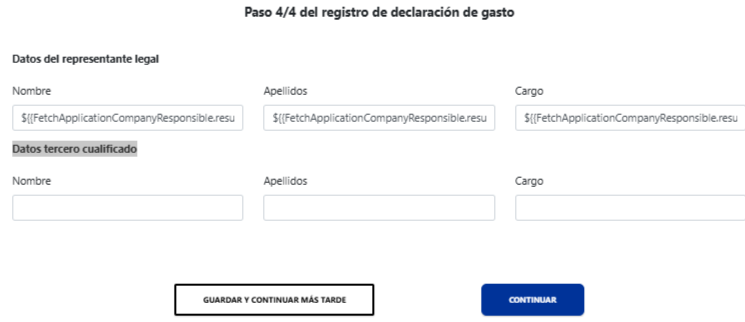 Paso 4/4 del registro de declaración de gasto
Datos del representante legal
Nombre Apellidos Cargo
${{FetchApplicationCompanyResponsible.resu ${{FetchApplicationCompanyResponsible.resu ${{FetchApplicationCompanyResponsible.resu
Datos tercero cualificado
Nombre Apellidos Cargo
GUARDAR Y CONTINUAR MÁS TARDE CONTINUAR